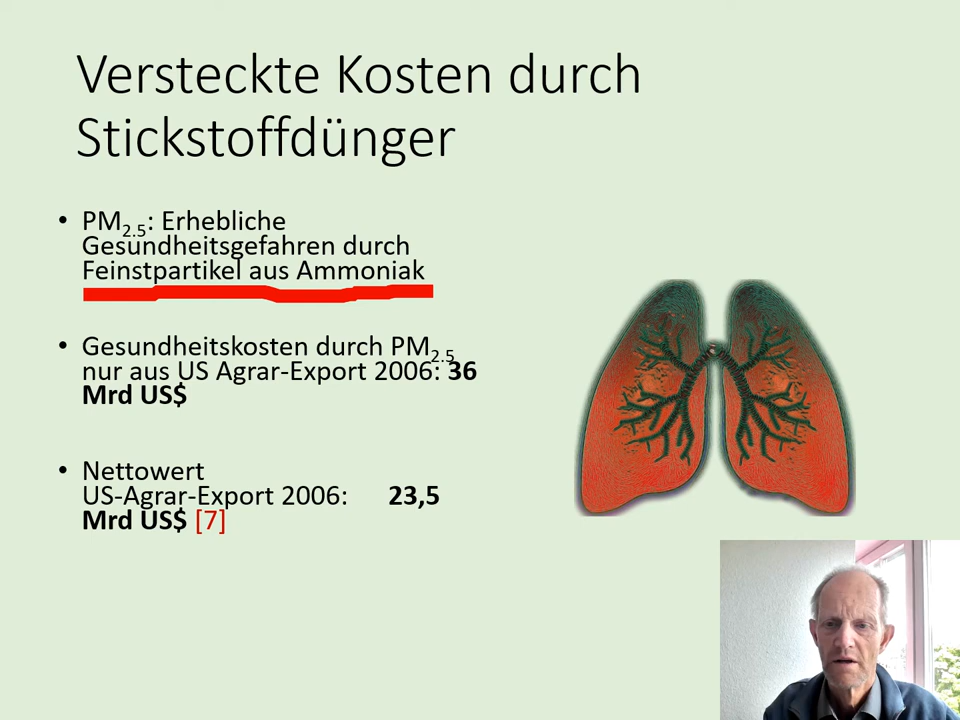 Versteckte Kosten durch
Stickstoffdünger
• PM2.5: Erhebliche
Gesundheitsgefahren durch
Feinstpartikel aus Ammoniak
• Gesundheitskosten durch PM2.5
nur aus US Agrar-Export 2006: 36
Mrd US$
• Nettowert
US-Agrar-Export 2006: 23,5
Mrd US$ [7]